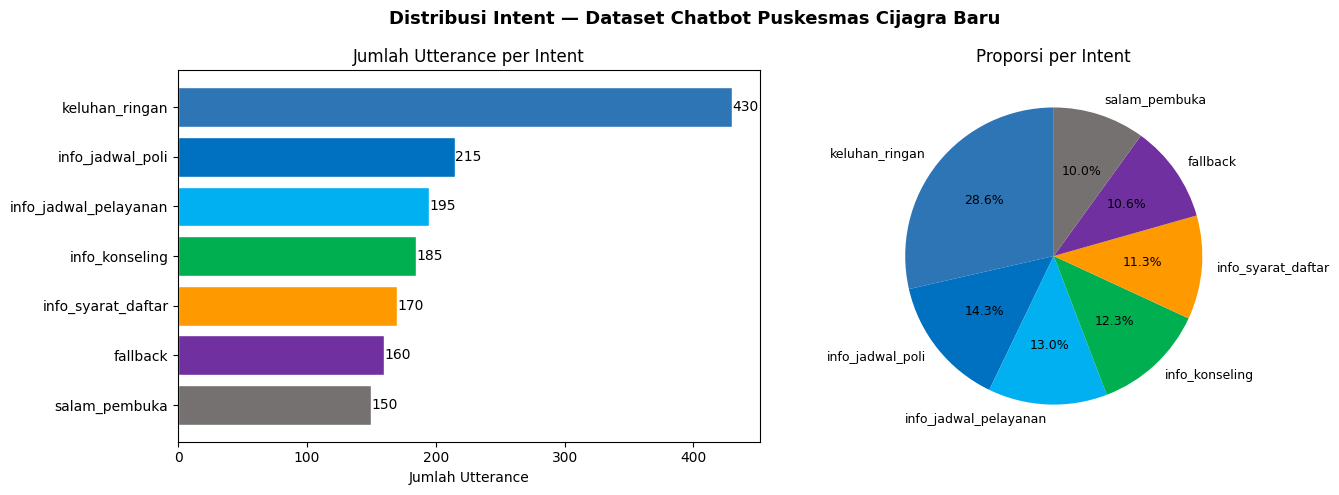 Distribusi Intent — Dataset Chatbot Puskesmas Cijagra Baru
Jumlah Utterance per Intent
keluhan_ringan
430
info_jadwal_poli
215
info_jadwal_pelayanan
195
info_konseling
185
info_syarat_daftar
170
fallback
160
salam_pembuka
150
0 100 200 300 400
Jumlah Utterance
Proporsi per Intent
keluhan_ringan
28.6%
info_jadwal_poli
14.3%
info_jadwal_pelayanan
13.0%
info_konseling
12.3%
info_syarat_daftar
11.3%
fallback
10.6%
salam_pembuka
10.0%